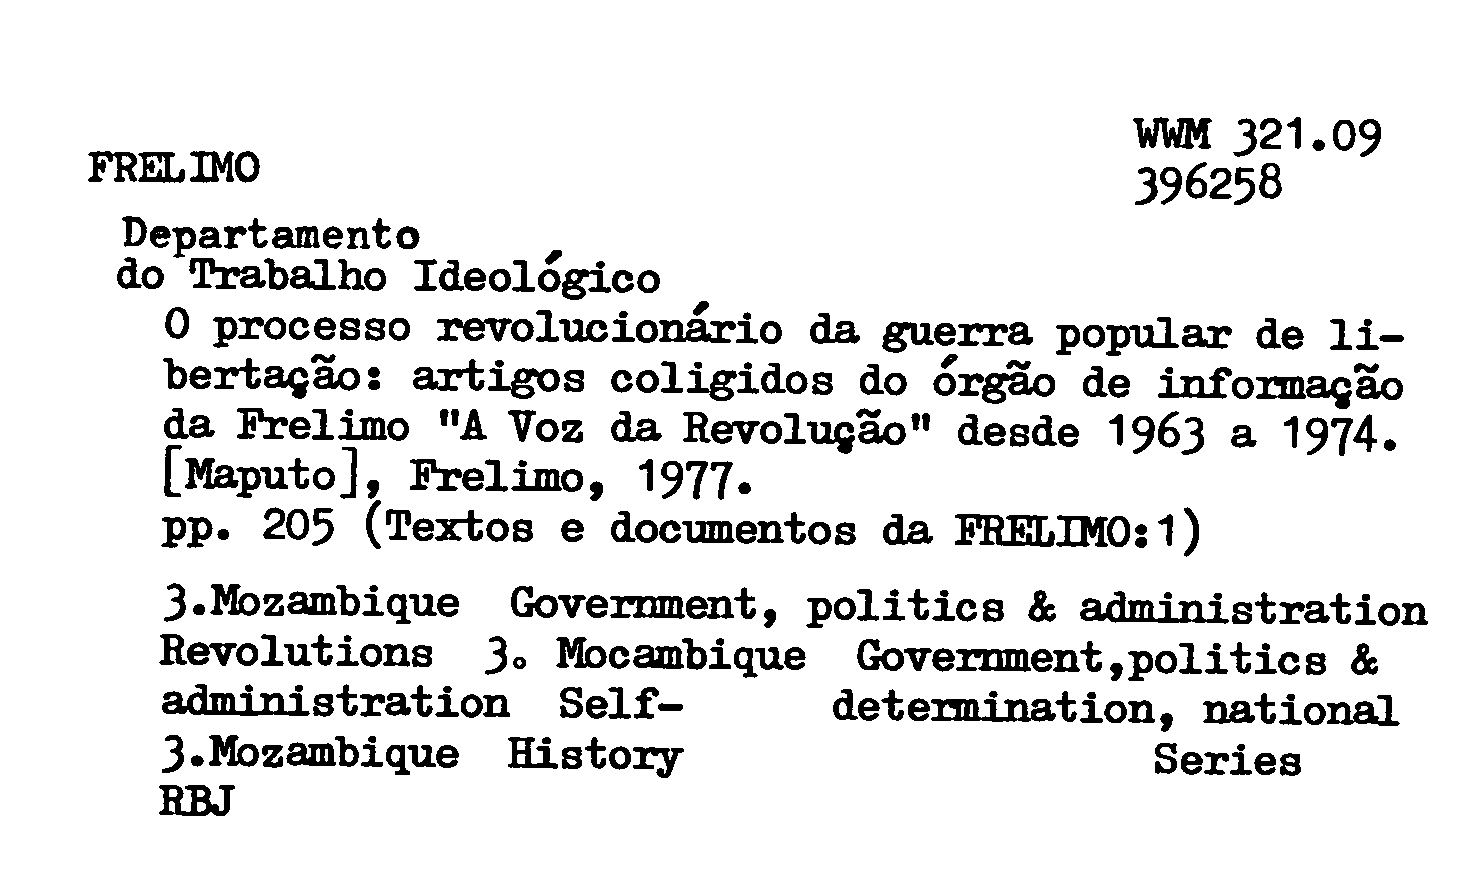 WWM 321.09
FRELIMO
396258
Departamento
do Trabalho Ideológico
O processo revolucionário da guerra popular de li-
bertação: artigos coligidos do órgão de informação
da Frelimo "A Voz da Revolução" desde 1963 a 1974.
[Maputo], Frelimo, 1977.
pp. 205 (Textos e documentos da FRELIMO:1)
3.Mozambique Government, politics & administration
Revolutions 3. Mocambique Government,politics &
administration Self- determination, national
3.Mozambique History Series
RBJ